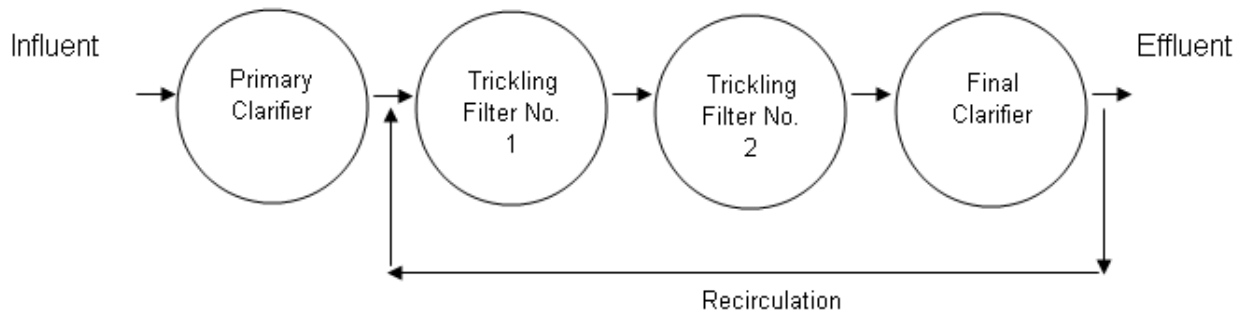 Influent
Primary
Clarifier
Trickling
Filter No.
1
Trickling
Filter No.
2
Final
Clarifier
Effluent
Recirculation